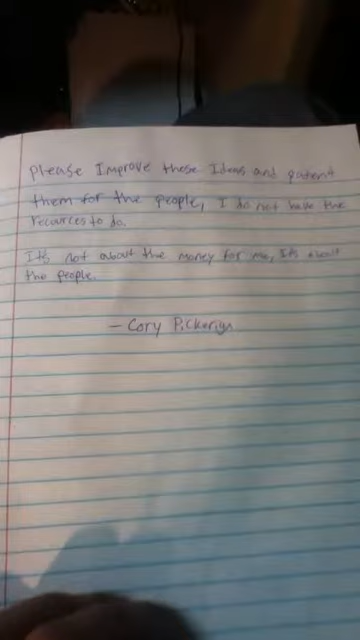 Please Improve these Ideas and patent
them for the people, I do not have the
recources to do.
It's not about the money for me, It's about
the people.
— Cory Pickering